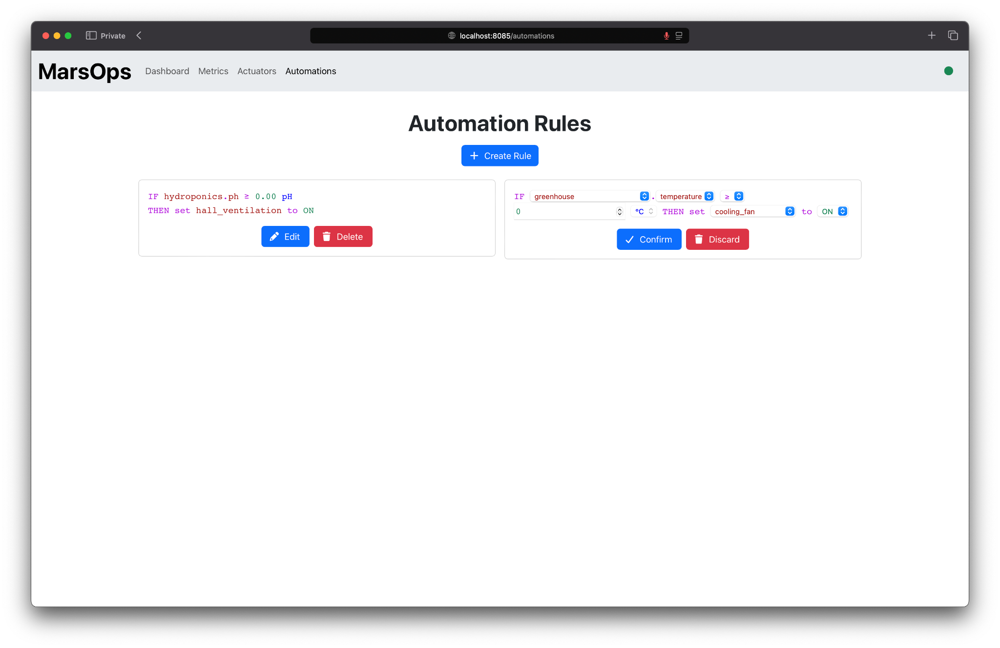 Private localhost:8085/automations
MarsOps Dashboard Metrics Actuators Automations
Automation Rules
+ Create Rule
IF hydroponics.ph ≥ 0.00 pH
THEN set hall_ventilation to ON
Edit Delete
IF greenhouse . temperature ≥
0 °C THEN set cooling_fan to ON
Confirm Discard